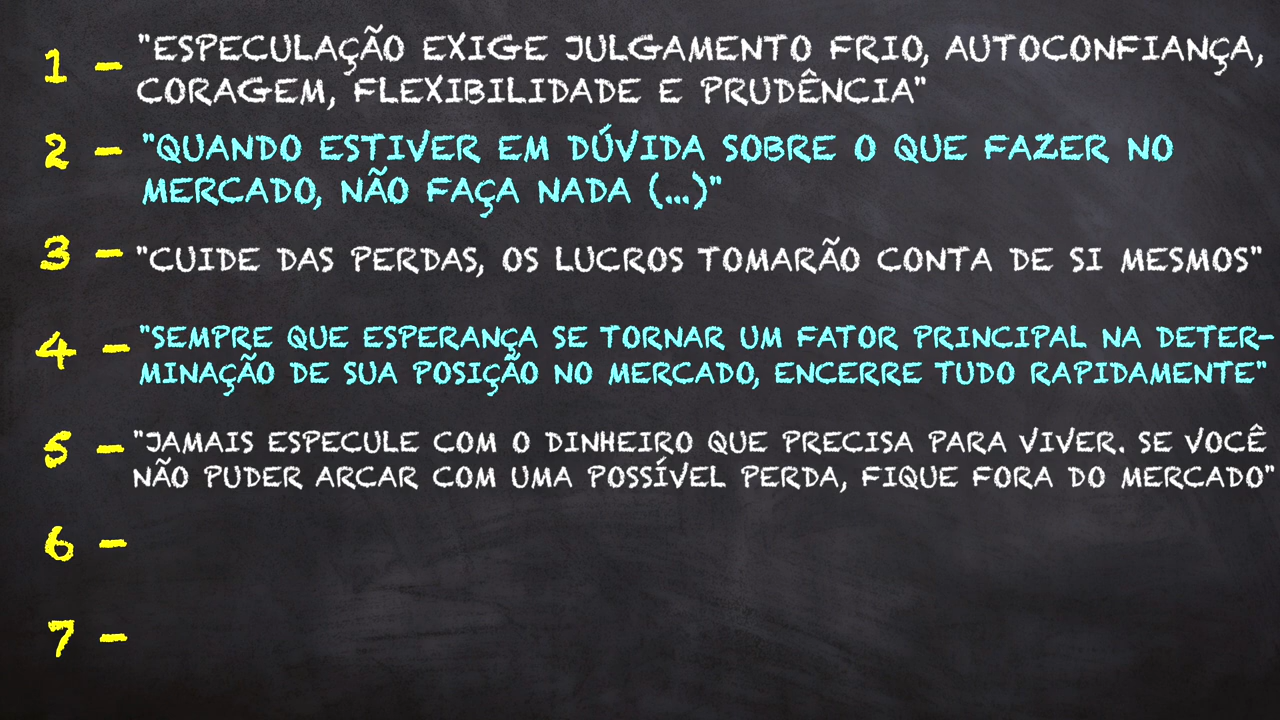 1 - "ESPECULAÇÃO EXIGE JULGAMENTO FRIO, AUTOCONFIANÇA,
CORAGEM, FLEXIBILIDADE E PRUDÊNCIA"
2 - "QUANDO ESTIVER EM DÚVIDA SOBRE O QUE FAZER NO
MERCADO, NÃO FAÇA NADA (...)"
3 - "CUIDE DAS PERDAS, OS LUCROS TOMARÃO CONTA DE SI MESMOS"
4 - "SEMPRE QUE ESPERANÇA SE TORNAR UM FATOR PRINCIPAL NA DETER-
MINAÇÃO DE SUA POSIÇÃO NO MERCADO, ENCERRE TUDO RAPIDAMENTE"
5 - "JAMAIS ESPECULE COM O DINHEIRO QUE PRECISA PARA VIVER. SE VOCÊ
NÃO PUDER ARCAR COM UMA POSSÍVEL PERDA, FIQUE FORA DO MERCADO"
6 -
7 -